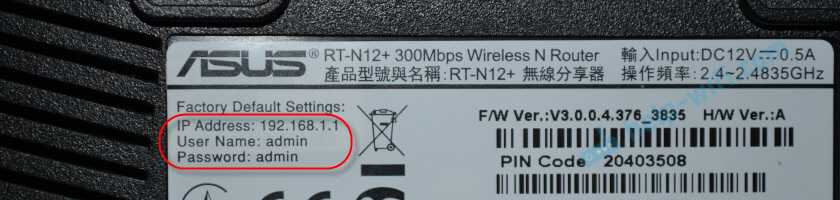 ASUS® RT-N12+ 300Mbps Wireless N Router 輸入Input:DC12V⎓0.5A
產品型號與名稱: RT-N12+ 無線分享器 操作頻率: 2.4~2.4835GHz
Factory Default Settings:
IP Address: 192.168.1.1
User Name: admin
Password: admin
F/W Ver.:V3.0.0.4.376_3835 H/W Ver.:A
PIN Code 20403508